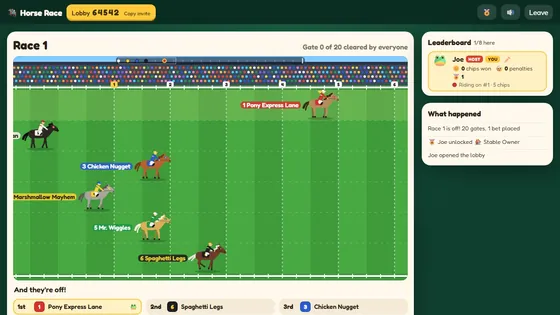 Horse Race
Lobby 64542 Copy invite
Leave
Race 1
Gate 0 of 20 cleared by everyone
1 Pony Express Lane
3 Chicken Nugget
Marshmallow Mayhem
5 Mr. Wiggles
6 Spaghetti Legs
And they're off!
1st 1 Pony Express Lane
2nd 6 Spaghetti Legs
3rd 3 Chicken Nugget
Leaderboard 1/8 here
Joe HOST YOU
0 chips won 0 penalties
1
Riding on #1 · 5 chips
What happened
Race 1 is off! 20 gates, 1 bet placed
Joe unlocked Stable Owner
Joe opened the lobby